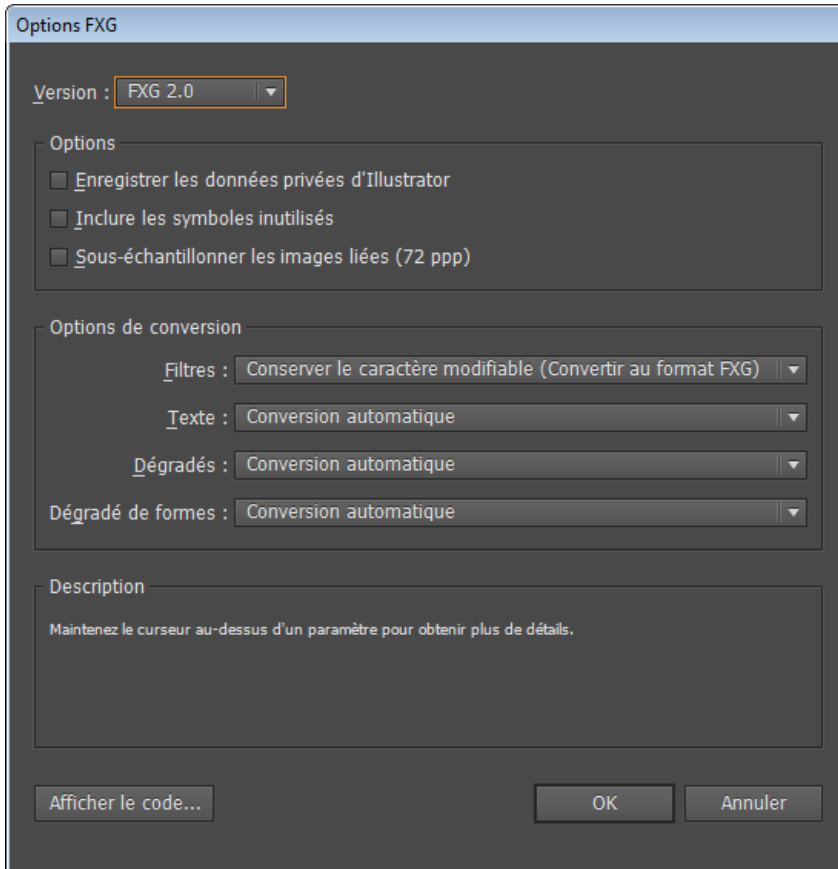 Options FXG
Version : FXG 2.0
Options
Enregistrer les données privées d'Illustrator
Inclure les symboles inutilisés
Sous-échantillonner les images liées (72 ppp)
Options de conversion
Filtres : Conserver le caractère modifiable (Convertir au format FXG)
Texte : Conversion automatique
Dégradés : Conversion automatique
Dégradé de formes : Conversion automatique
Description
Maintenez le curseur au-dessus d'un paramètre pour obtenir plus de détails.
Afficher le code... OK Annuler